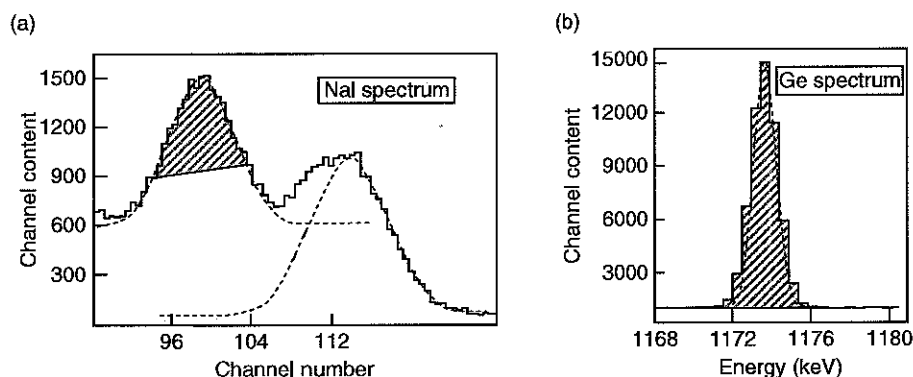 (a)
NaI spectrum
Channel content
1500
1200
900
600
300
96
104
112
Channel number
(b)
Ge spectrum
Channel content
15000
12000
9000
6000
3000
1168
1172
1176
1180
Energy (keV)